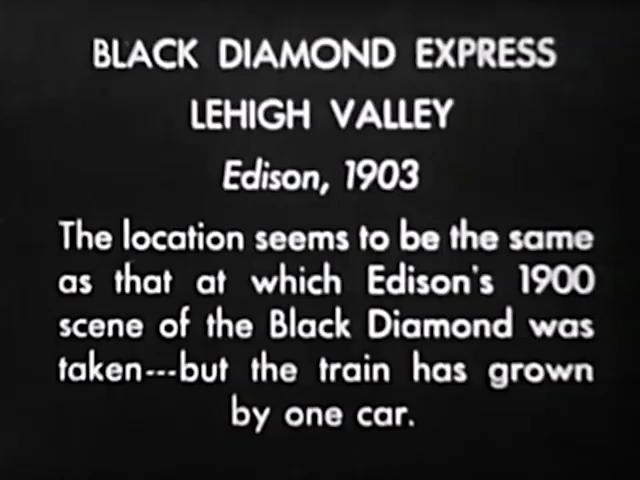 BLACK DIAMOND EXPRESS
LEHIGH VALLEY
Edison, 1903
The location seems to be the same
as that at which Edison's 1900
scene of the Black Diamond was
taken---but the train has grown
by one car.